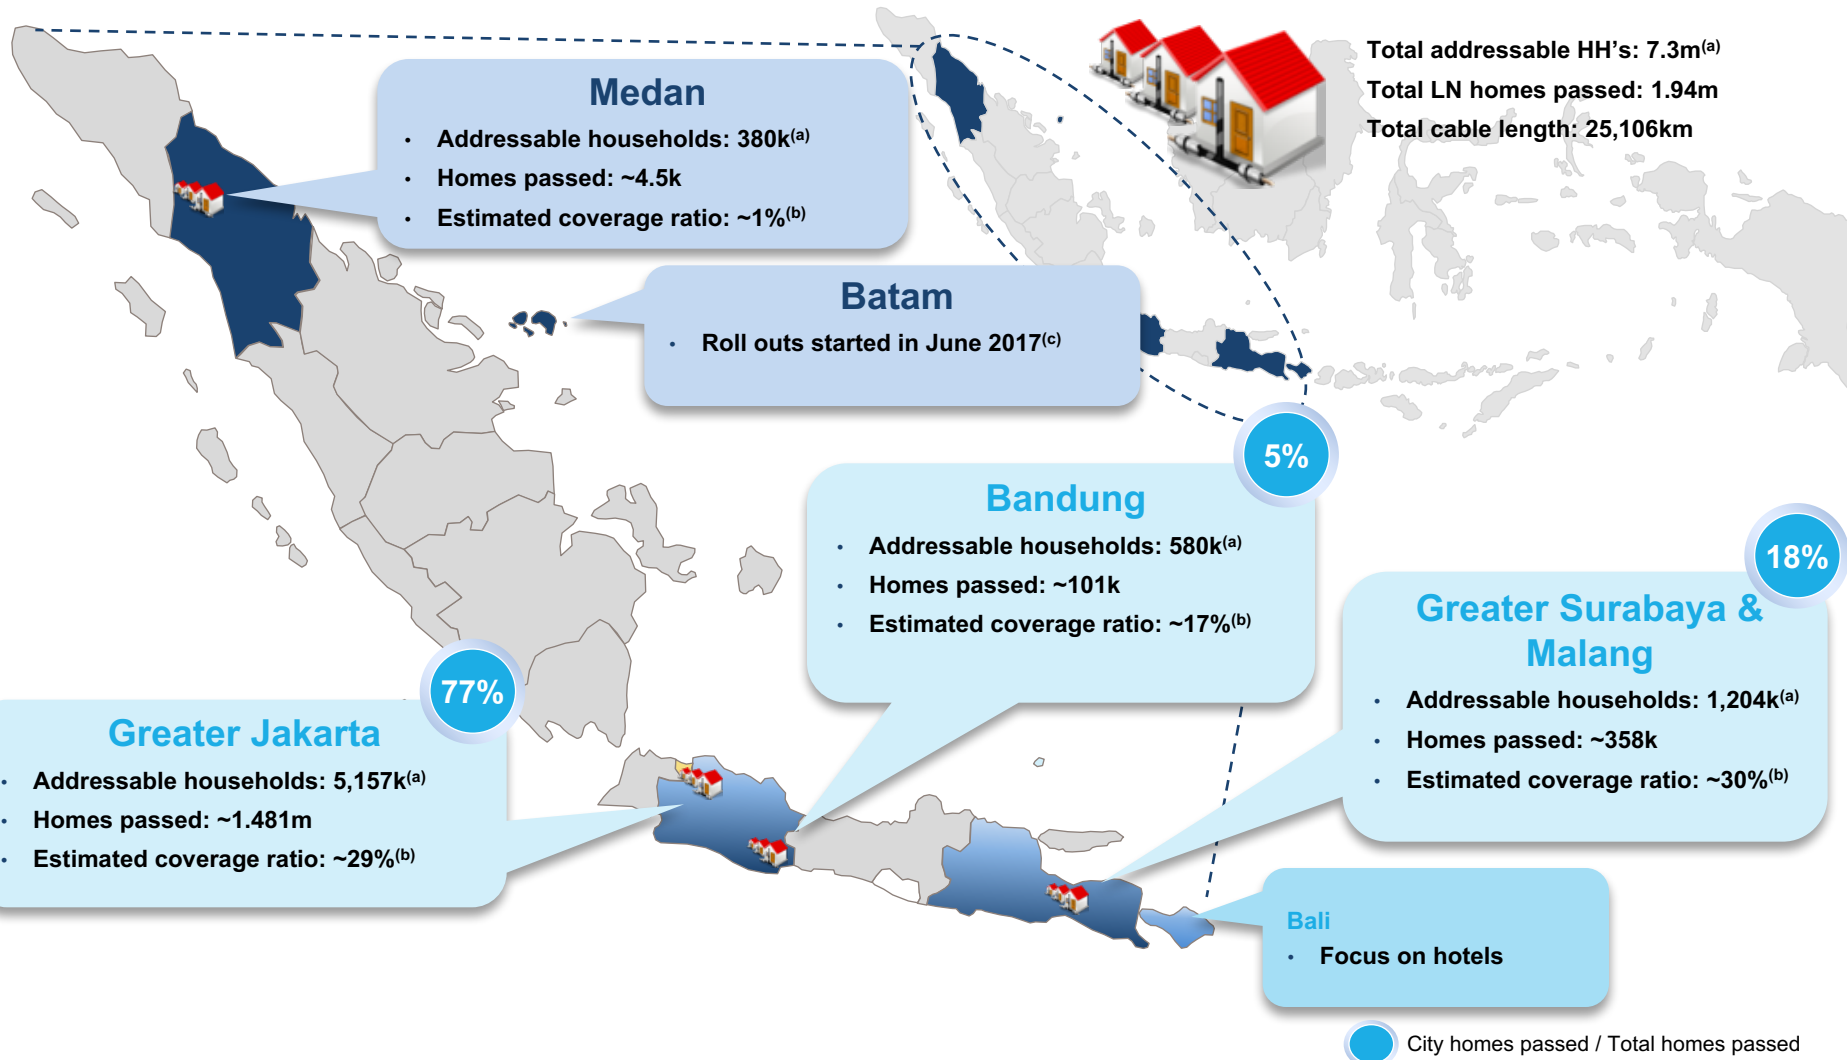 Total addressable HH's: 7.3m(a)
Total LN homes passed: 1.94m
Total cable length: 25,106km
Medan
• Addressable households: 380k(a)
• Homes passed: ~4.5k
• Estimated coverage ratio: ~1%(b)
Batam
• Roll outs started in June 2017(c)
5%
Bandung
• Addressable households: 580k(a)
• Homes passed: ~101k
• Estimated coverage ratio: ~17%(b)
18%
Greater Surabaya &
Malang
• Addressable households: 1,204k(a)
• Homes passed: ~358k
• Estimated coverage ratio: ~30%(b)
77%
Greater Jakarta
• Addressable households: 5,157k(a)
• Homes passed: ~1.481m
• Estimated coverage ratio: ~29%(b)
Bali
• Focus on hotels
City homes passed / Total homes passed